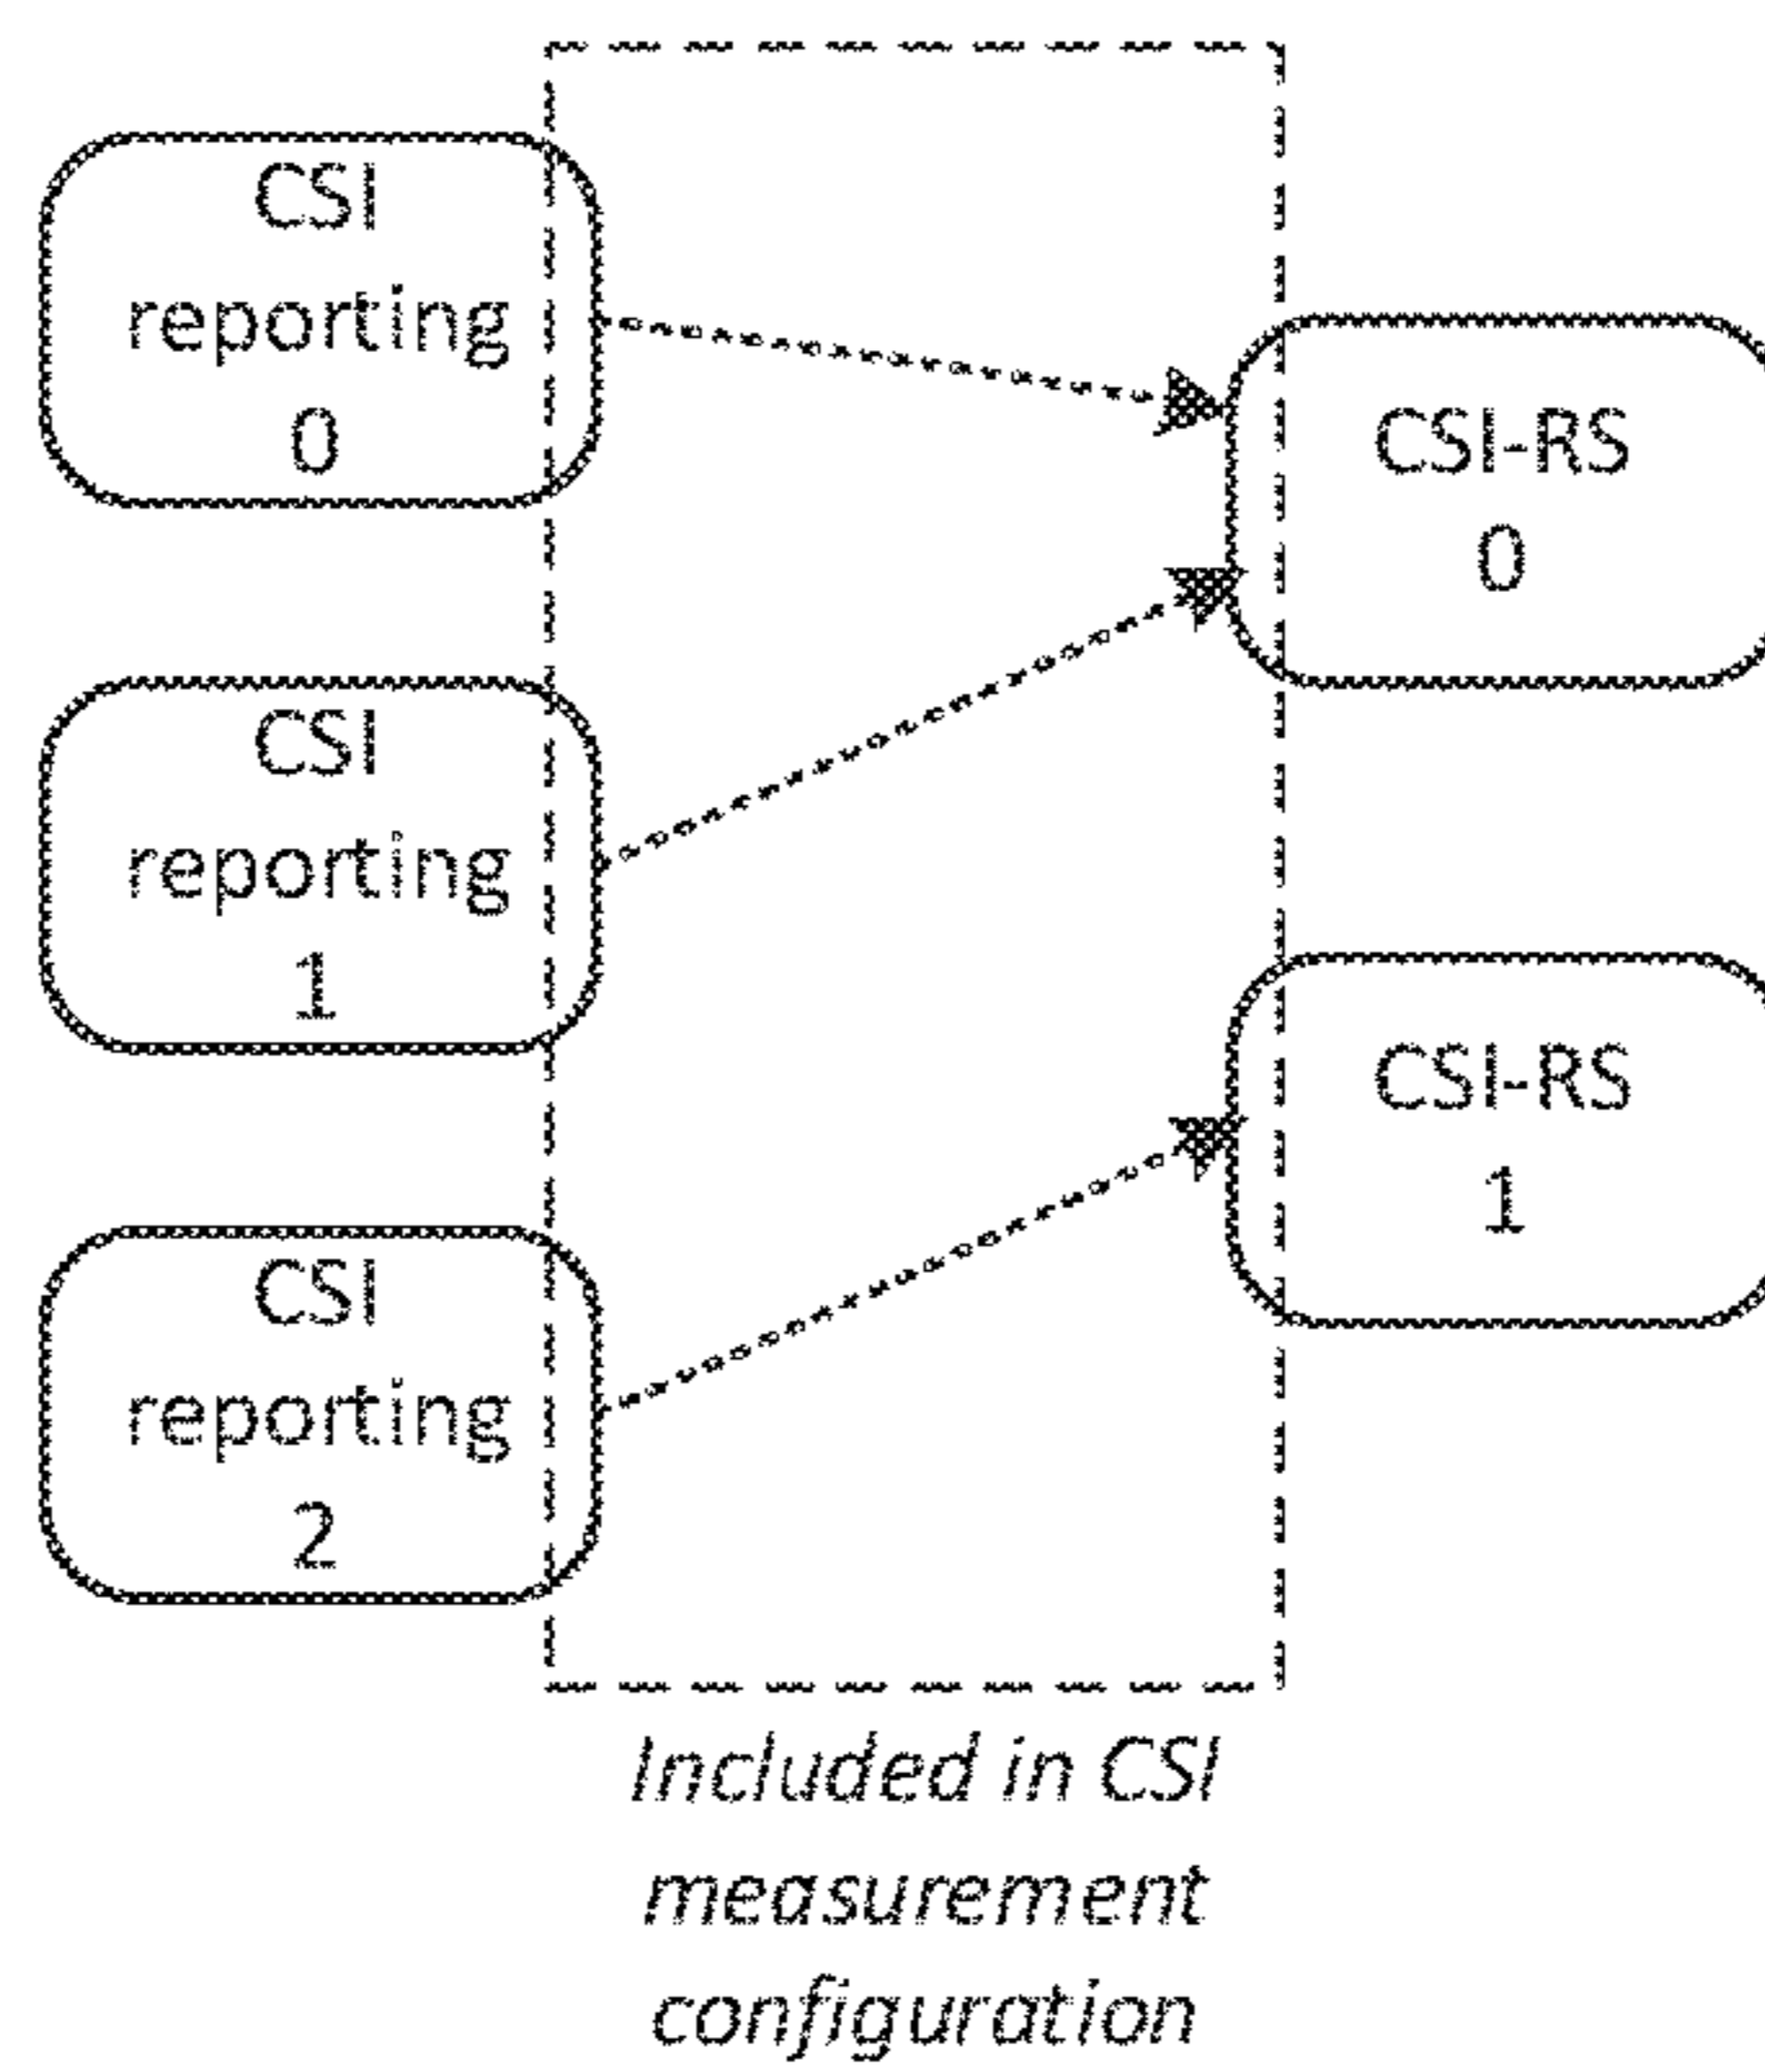 CSI
reporting
0
CSI-RS
0
CSI
reporting
1
CSI-RS
1
CSI
reporting
2
Included in CSI
measurement
configuration